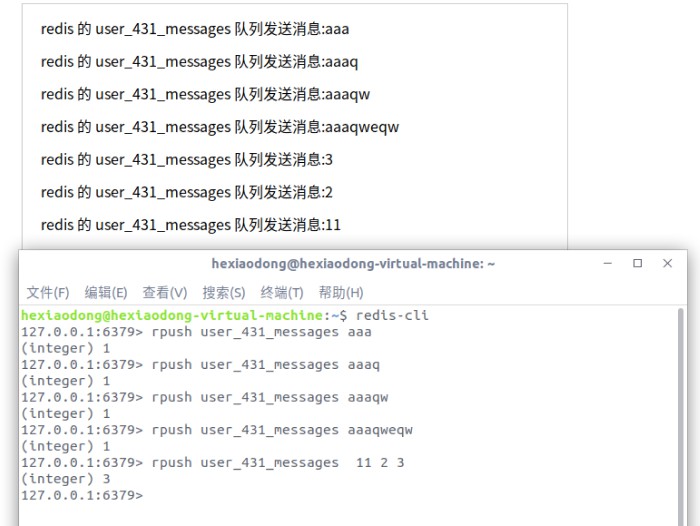 redis 的 user_431_messages 队列发送消息:aaa
redis 的 user_431_messages 队列发送消息:aaaq
redis 的 user_431_messages 队列发送消息:aaaqw
redis 的 user_431_messages 队列发送消息:aaaqweqw
redis 的 user_431_messages 队列发送消息:3
redis 的 user_431_messages 队列发送消息:2
redis 的 user_431_messages 队列发送消息:11
hexiaodong@hexiaodong-virtual-machine: ~
文件(F) 编辑(E) 查看(V) 搜索(S) 终端(T) 帮助(H)
hexiaodong@hexiaodong-virtual-machine:~$ redis-cli
127.0.0.1:6379> rpush user_431_messages aaa
(integer) 1
127.0.0.1:6379> rpush user_431_messages aaaq
(integer) 1
127.0.0.1:6379> rpush user_431_messages aaaqw
(integer) 1
127.0.0.1:6379> rpush user_431_messages aaaqweqw
(integer) 1
127.0.0.1:6379> rpush user_431_messages  11 2 3
(integer) 3
127.0.0.1:6379>